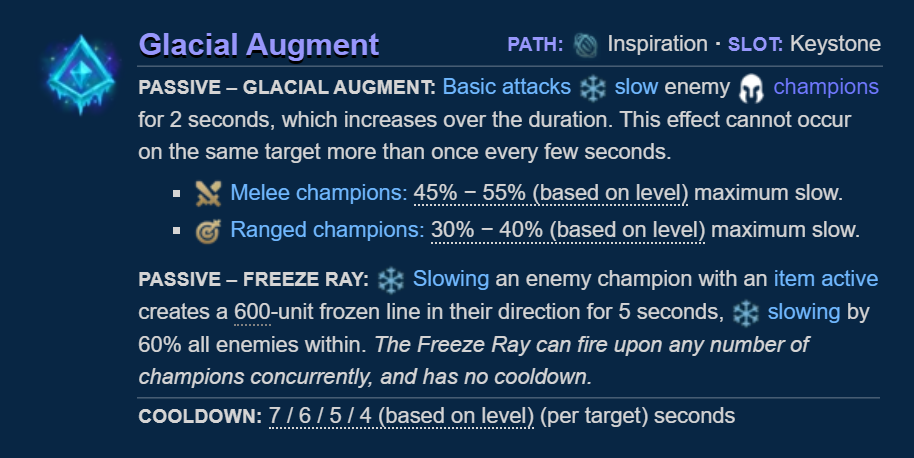 Glacial Augment PATH: Inspiration · SLOT: Keystone
PASSIVE – GLACIAL AUGMENT: Basic attacks slow enemy champions
for 2 seconds, which increases over the duration. This effect cannot occur
on the same target more than once every few seconds.
Melee champions: 45% − 55% (based on level) maximum slow.
Ranged champions: 30% − 40% (based on level) maximum slow.
PASSIVE – FREEZE RAY: Slowing an enemy champion with an item active
creates a 600-unit frozen line in their direction for 5 seconds, slowing by
60% all enemies within. The Freeze Ray can fire upon any number of
champions concurrently, and has no cooldown.
COOLDOWN: 7 / 6 / 5 / 4 (based on level) (per target) seconds